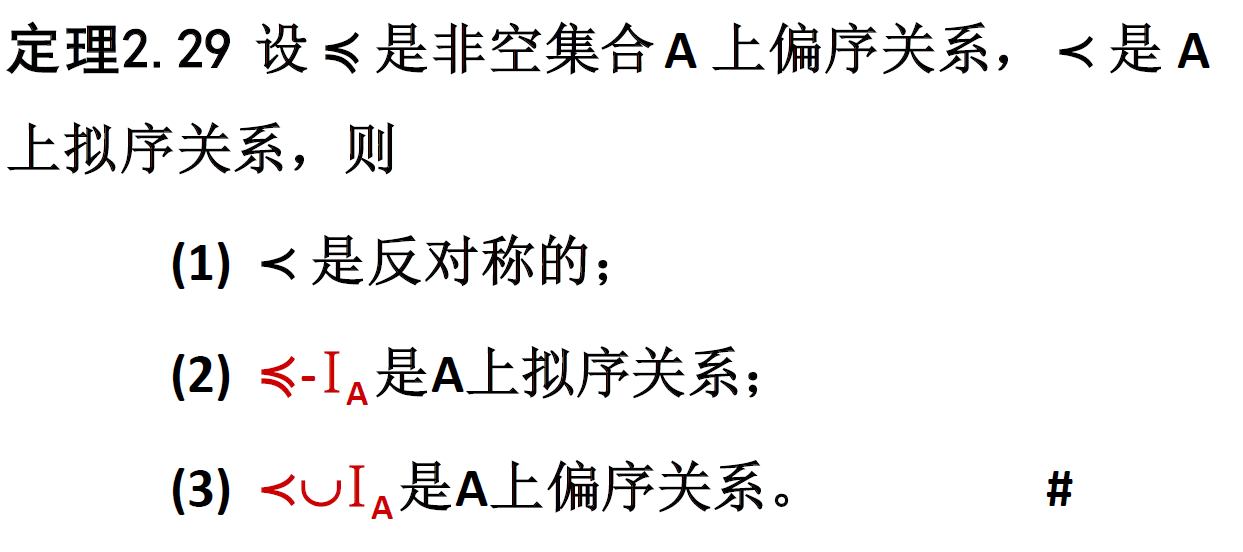 定理2.29 设≼是非空集合A上偏序关系，≺是A
上拟序关系，则
(1) ≺是反对称的；
(2) ≼-I_A是A上拟序关系；
(3) ≺∪I_A是A上偏序关系。 #